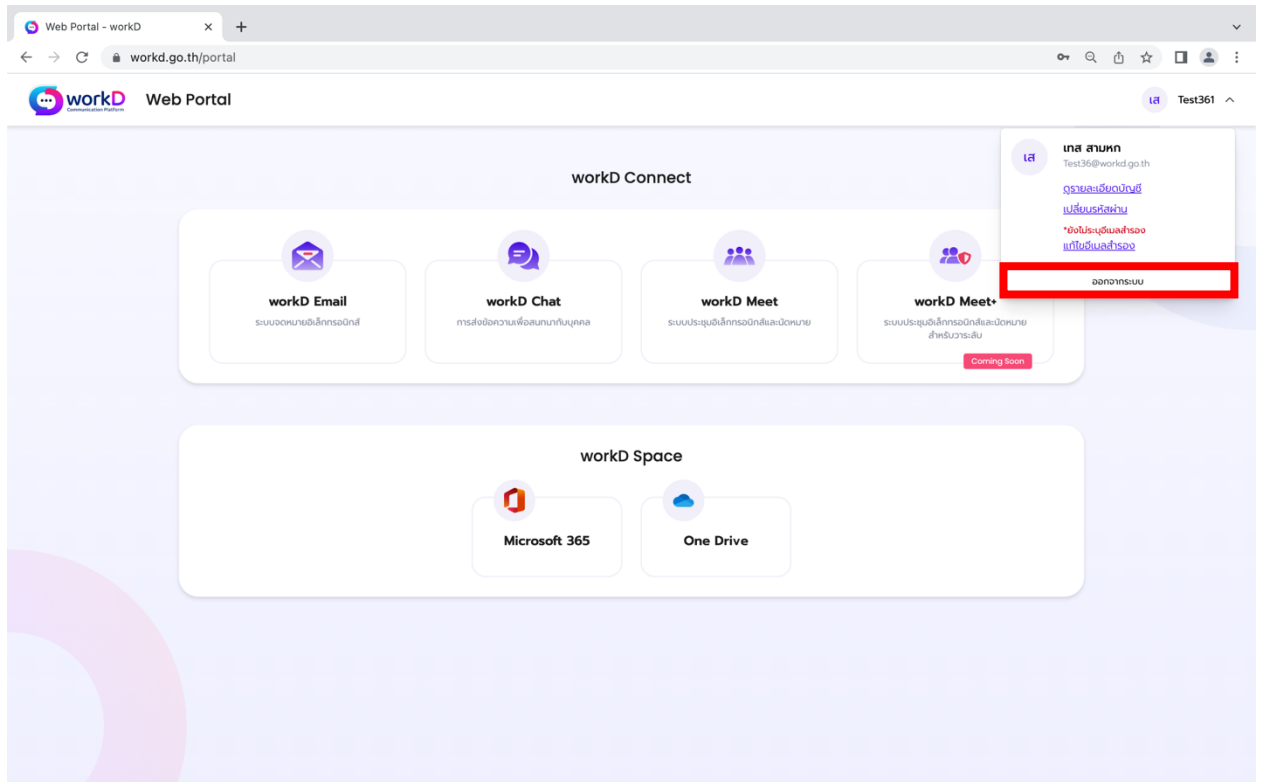 Web Portal - workD
workd.go.th/portal
workD
Communication Platform
Web Portal
เส
Test361
เส
เทส สามหก
Test36@workd.go.th
ดูรายละเอียดบัญชี
เปลี่ยนรหัสผ่าน
*ยังไม่ระบุอีเมลสำรอง
แก้ไขอีเมลสำรอง
ออกจากระบบ
workD Connect
workD Email
ระบบจดหมายอิเล็กทรอนิกส์
workD Chat
การส่งข้อความเพื่อสนทนากับบุคคล
workD Meet
ระบบประชุมอิเล็กทรอนิกส์และนัดหมาย
workD Meet+
ระบบประชุมอิเล็กทรอนิกส์และนัดหมาย
สำหรับวาระลับ
Coming Soon
workD Space
Microsoft 365
One Drive